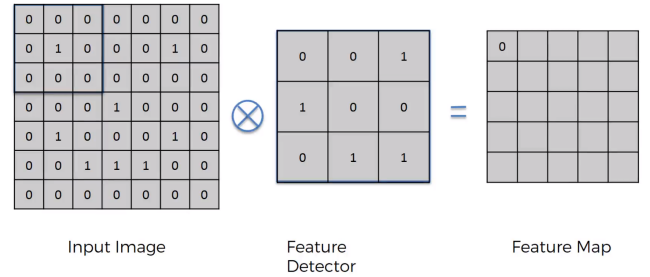 0 0 0 0 0 0 0
0 1 0 0 0 1 0
0 0 0 0 0 0 0
0 0 0 1 0 0 0
0 1 0 0 0 1 0
0 0 1 1 1 0 0
0 0 0 0 0 0 0
0 0 1
1 0 0
0 1 1
=
0
Input Image
Feature
Detector
Feature Map